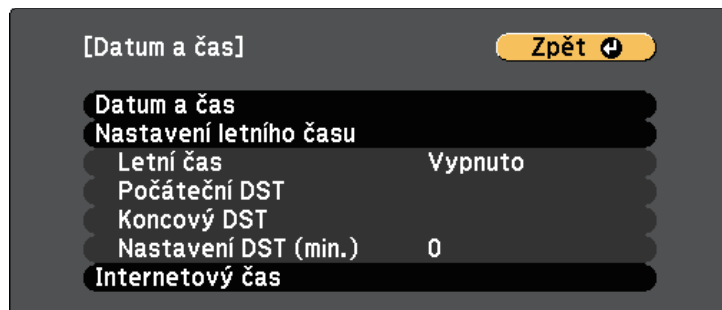 [Datum a čas] Zpět
Datum a čas
Nastavení letního času
Letní čas Vypnuto
Počáteční DST
Koncový DST
Nastavení DST (min.) 0
Internetový čas